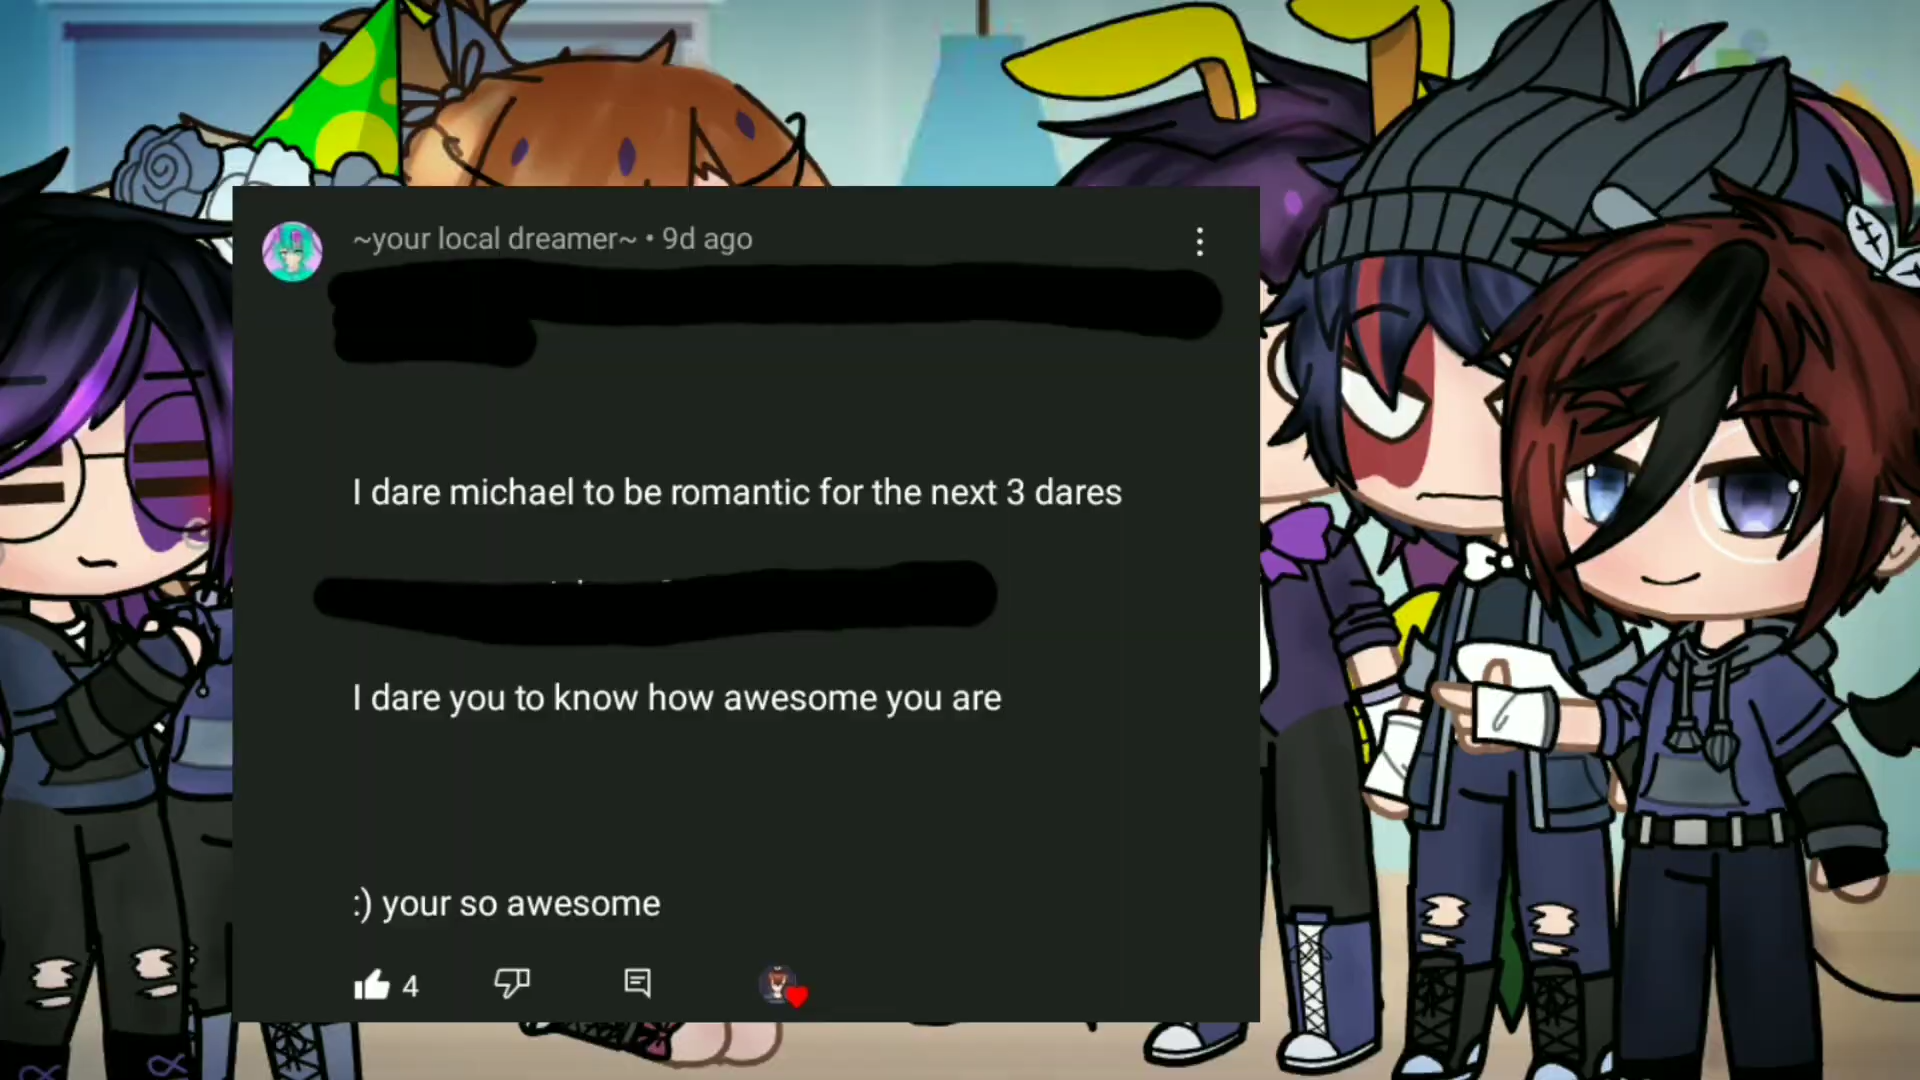 ~your local dreamer~ • 9d ago
I dare michael to be romantic for the next 3 dares
I dare you to know how awesome you are
:) your so awesome
4